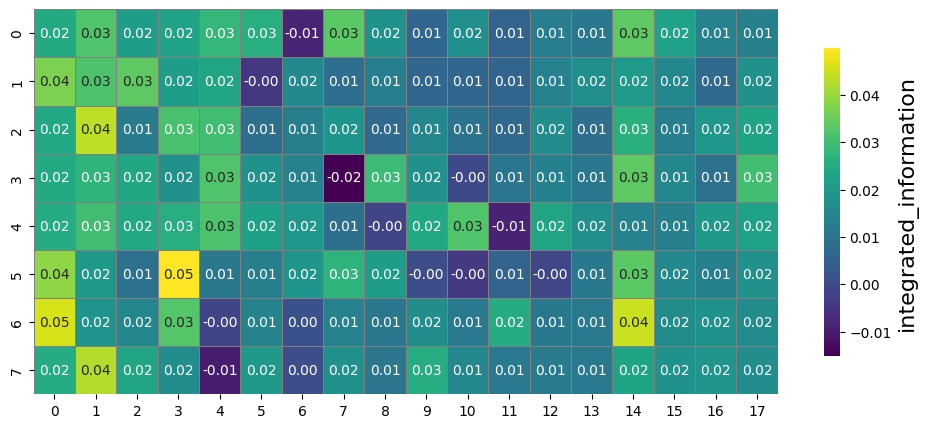 0 0.02 0.03 0.02 0.02 0.03 0.03 -0.01 0.03 0.02 0.01 0.02 0.01 0.01 0.01 0.03 0.02 0.01 0.01
1 0.04 0.03 0.03 0.02 0.02 -0.00 0.02 0.01 0.01 0.01 0.01 0.01 0.01 0.02 0.02 0.02 0.01 0.02
2 0.02 0.04 0.01 0.03 0.03 0.01 0.01 0.02 0.01 0.01 0.01 0.02 0.01 0.03 0.01 0.02 0.02
3 0.02 0.03 0.02 0.02 0.03 0.02 0.01 -0.02 0.03 0.02 -0.00 0.01 0.01 0.01 0.03 0.01 0.01 0.03
4 0.02 0.03 0.02 0.03 0.03 0.02 0.02 0.01 -0.00 0.02 0.03 -0.01 0.02 0.02 0.01 0.01 0.02 0.02
5 0.04 0.02 0.01 0.05 0.01 0.01 0.02 0.03 0.02 -0.00 -0.00 0.01 -0.00 0.01 0.03 0.02 0.01 0.02
6 0.05 0.02 0.02 0.03 -0.00 0.01 0.00 0.01 0.01 0.02 0.01 0.02 0.01 0.01 0.04 0.02 0.01 0.02
7 0.02 0.04 0.02 0.02 -0.01 0.02 0.00 0.02 0.01 0.03 0.01 0.01 0.01 0.01 0.02 0.02 0.02 0.02
0 1 2 3 4 5 6 7 8 9 10 11 12 13 14 15 16 17
0.04
0.03
0.02
0.01
0.00
−0.01
integrated_information